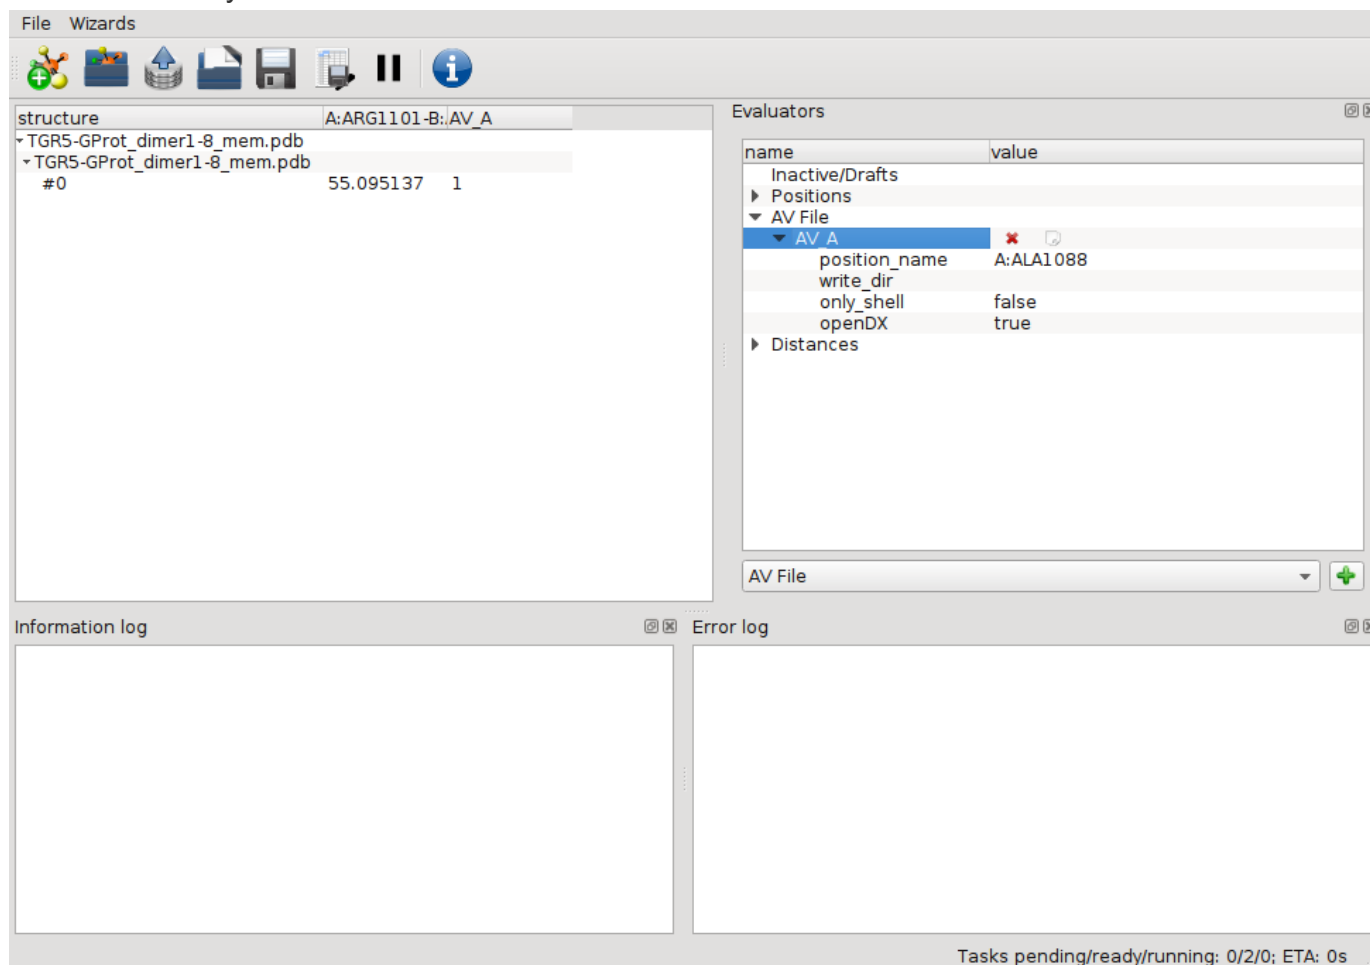 File Wizards
structure A:ARG1101-B: AV_A
TGR5-GProt_dimer1-8_mem.pdb
TGR5-GProt_dimer1-8_mem.pdb
#0 55.095137 1
Evaluators
name value
Inactive/Drafts
Positions
AV File
AV_A
position_name A:ALA1088
write_dir
only_shell false
openDX true
Distances
AV File
Information log
Error log
Tasks pending/ready/running: 0/2/0; ETA: 0s